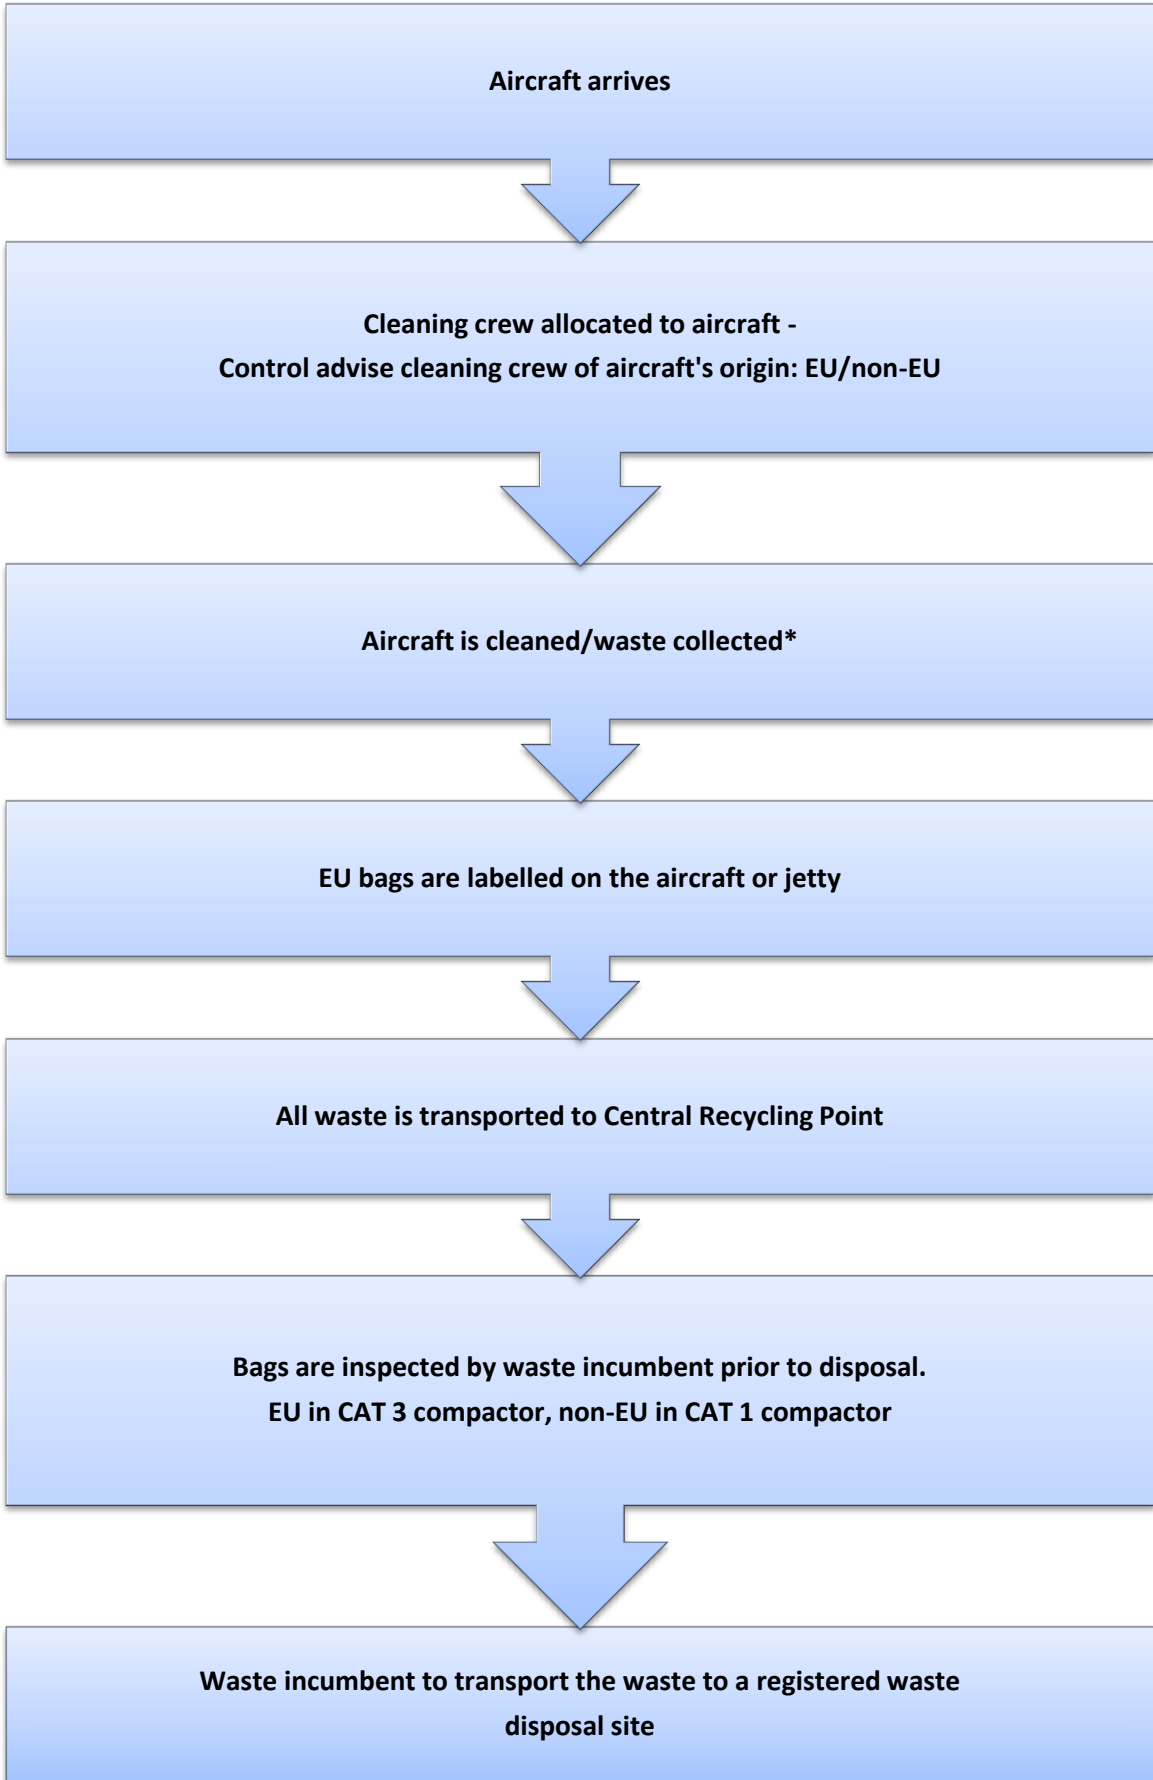 Aircraft arrives
Cleaning crew allocated to aircraft -
Control advise cleaning crew of aircraft's origin: EU/non-EU
Aircraft is cleaned/waste collected*
EU bags are labelled on the aircraft or jetty
All waste is transported to Central Recycling Point
Bags are inspected by waste incumbent prior to disposal.
EU in CAT 3 compactor, non-EU in CAT 1 compactor
Waste incumbent to transport the waste to a registered waste
disposal site